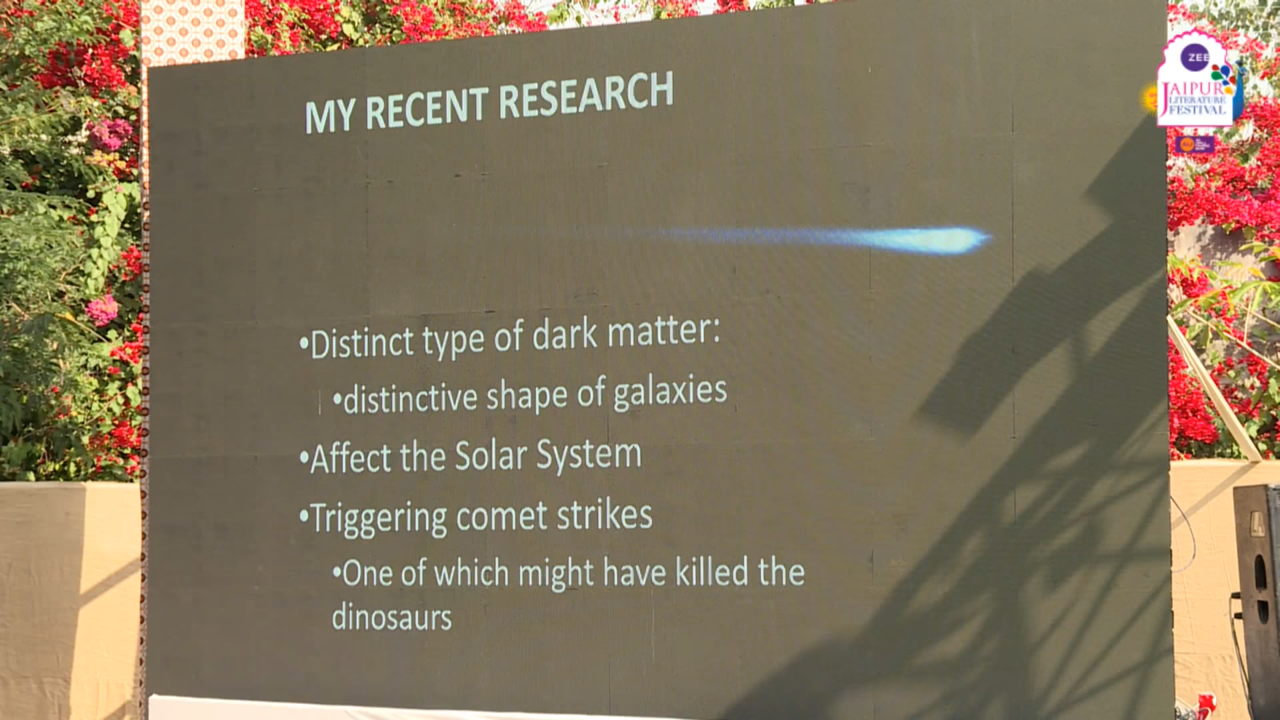 MY RECENT RESEARCH
•Distinct type of dark matter:
•distinctive shape of galaxies
•Affect the Solar System
•Triggering comet strikes
•One of which might have killed the
dinosaurs
ZEE
JAIPUR
LITERATURE
FESTIVAL